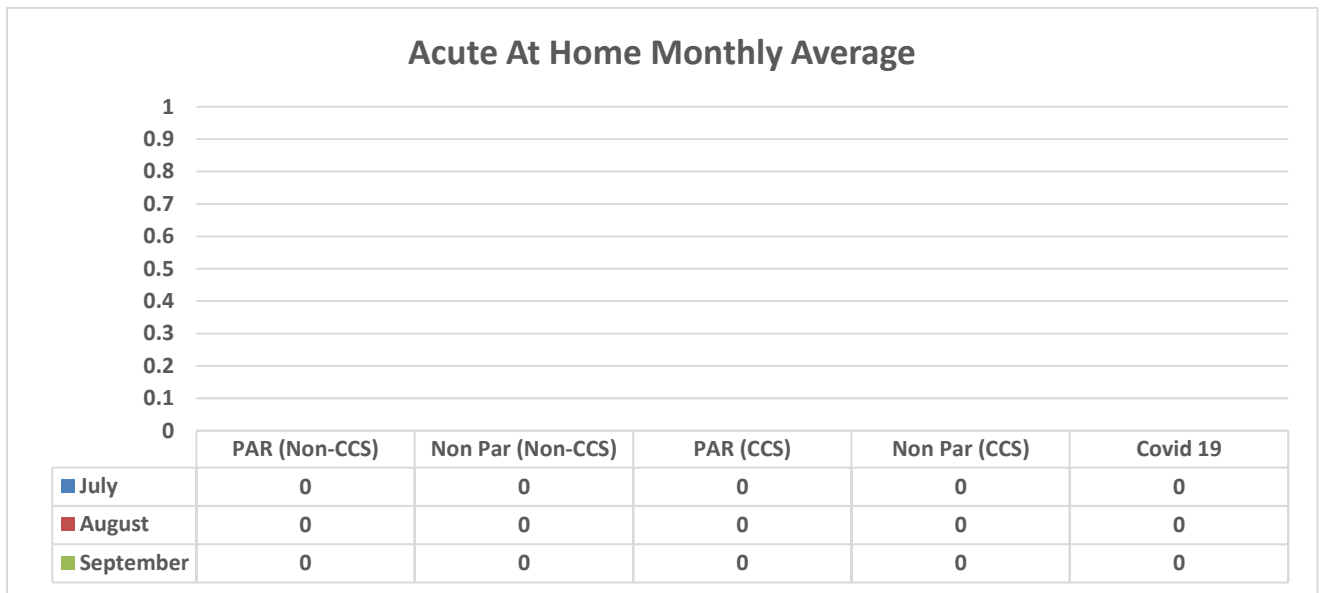 Acute At Home Monthly Average
1
0.9
0.8
0.7
0.6
0.5
0.4
0.3
0.2
0.1
0
PAR (Non-CCS) Non Par (Non-CCS) PAR (CCS) Non Par (CCS) Covid 19
July 0 0 0 0 0
August 0 0 0 0 0
September 0 0 0 0 0